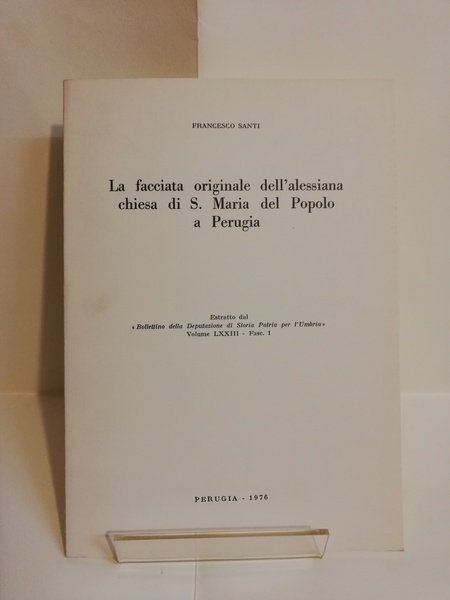 FRANCESCO SANTI
La facciata originale dell'alessiana
chiesa di S. Maria del Popolo
a Perugia
Estratto dal
«Bollettino della Deputazione di Storia Patria per l'Umbria»
Volume LXXIII - Fasc. 1
PERUGIA - 1976